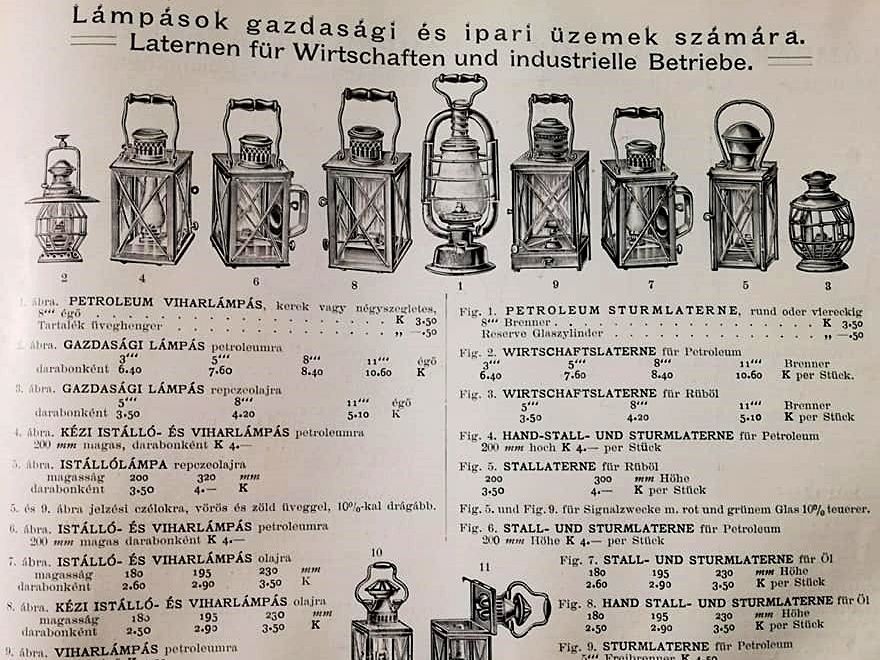 Lámpások gazdasági és ipari üzemek számára.
Laternen für Wirtschaften und industrielle Betriebe.
2 4 6 8 1 9 7 5 3
1. ábra. PETROLEUM VIHARLÁMPÁS, kerek vagy négyszegletes,
8''' égő . . . . . . . . . . . . . . . . . . K 3.50
Tartalék üveghenger . . . . . . . . . . . . . „ —.50
2. ábra. GAZDASÁGI LÁMPÁS petroleumra
3''' 5''' 8''' 11''' égő
darabonként 6.40 7.60 8.40 10.60 K
3. ábra. GAZDASÁGI LÁMPÁS repczeolajra
5''' 8''' 11''' égő
darabonként 3.50 4.20 5.10 K
4. ábra. KÉZI ISTÁLLÓ- ÉS VIHARLÁMPÁS petroleumra
200 mm magas, darabonként K 4.—
5. ábra. ISTÁLLÓLÁMPA repczeolajra
magasság 200 320 mm
darabonként 3.50 4.— K
5. és 9. ábra jelzési czélokra, vörös és zöld üveggel, 10%-kal drágább.
6. ábra. ISTÁLLÓ- ÉS VIHARLÁMPÁS petroleumra
200 mm magas darabonként K 4.—
7. ábra. ISTÁLLÓ- ÉS VIHARLÁMPÁS olajra
magasság 180 195 230 mm
darabonként 2.60 2.90 3.50 K
8. ábra. KÉZI ISTÁLLÓ- ÉS VIHARLÁMPÁS olajra
magasság 180 195 230 mm
darabonként 2.50 2.90 3.50 K
9. ábra. VIHARLÁMPÁS petroleumra
10
11
Fig. 1. PETROLEUM STURMLATERNE, rund oder viereckig
8''' Brenner . . . . . . . . . . . . . . . . K 3.50
Reserve Glaszylinder . . . . . . . . . . . . „ —.50
Fig. 2. WIRTSCHAFTSLATERNE für Petroleum
3''' 5''' 8''' 11''' Brenner
6.40 7.60 8.40 10.60 K per Stück.
Fig. 3. WIRTSCHAFTSLATERNE für Rüböl
5''' 8''' 11''' Brenner
3.50 4.20 5.10 K per Stück
Fig. 4. HAND-STALL- UND STURMLATERNE für Petroleum
200 mm hoch K 4.— per Stück
Fig. 5. STALLATERNE für Rüböl
200 300 mm Höhe
3.50 4.— K per Stück
Fig. 5. und Fig. 9. für Signalzwecke m. rot und grünem Glas 10% teuerer.
Fig. 6. STALL- UND STURMLATERNE für Petroleum
200 mm Höhe K 4.— per Stück
Fig. 7. STALL- UND STURMLATERNE für Öl
180 195 230 mm Höhe
2.60 2.90 3.50 K per Stück
Fig. 8. HAND STALL- UND STURMLATERNE für Öl
180 195 230 mm Höhe
2.50 2.90 3.50 K per Stück
Fig. 9. STURMLATERNE für Petroleum